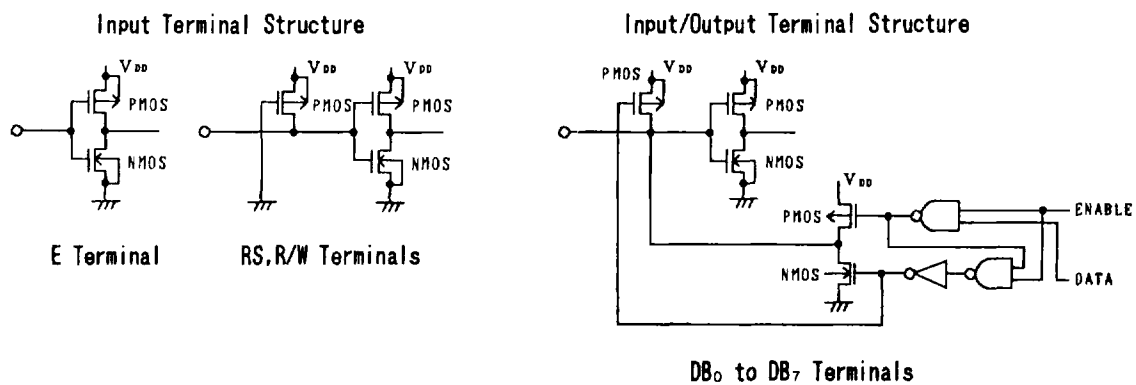 Input Terminal Structure
VDD
PMOS
NMOS
E Terminal
VDD
PMOS
VDD
PMOS
NMOS
RS,R/W Terminals
Input/Output Terminal Structure
PMOS
VDD
VDD
PMOS
NMOS
VDD
PMOS
NMOS
ENABLE
DATA
DB0 to DB7 Terminals